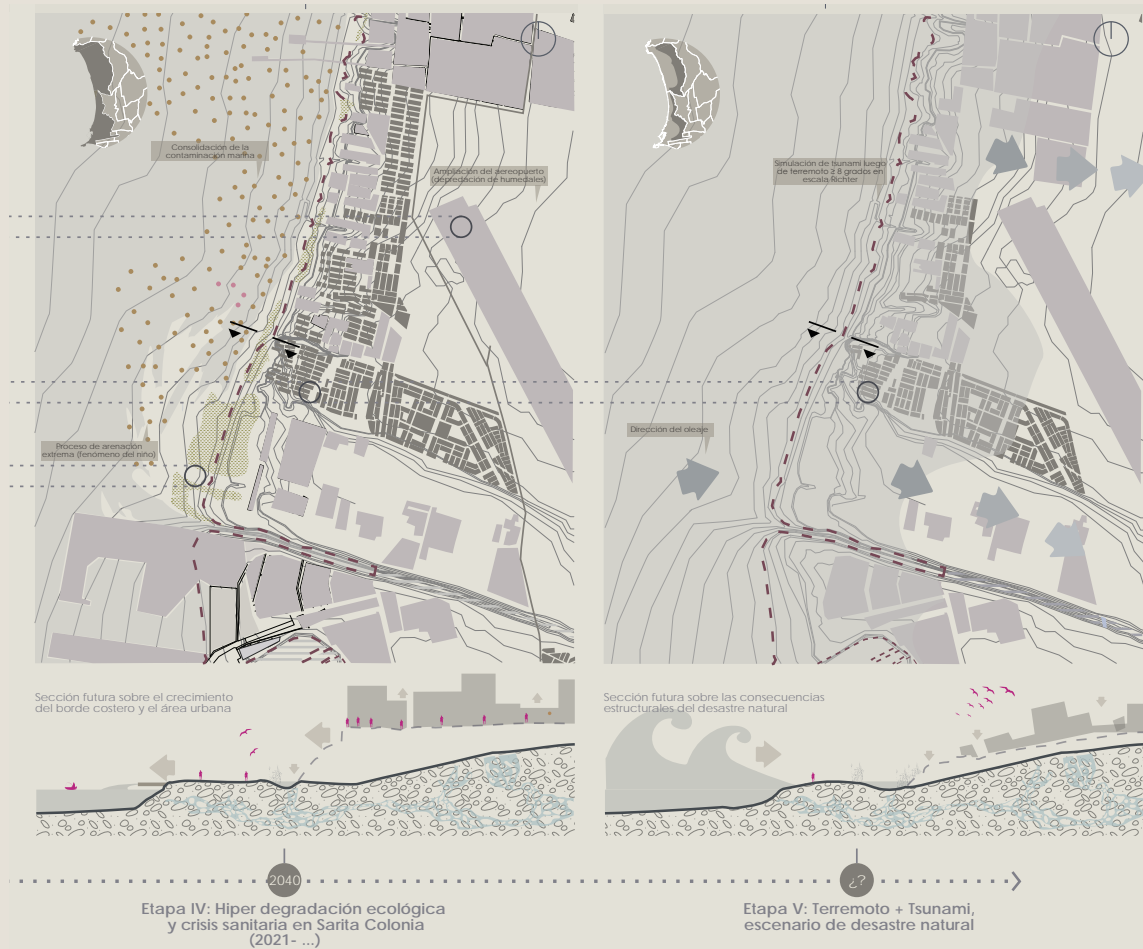 Consolidación de la
contaminación marina
Ampliación del aereopuerto
(depredación de humedales)
Proceso de arenación
extrema (fenómeno del niño)
Simulación de tsunami luego
de terremoto ≥ 8 grados en
escala Richter
Dirección del oleaje
Sección futura sobre el crecimiento
del borde costero y el área urbana
Sección futura sobre las consecuencias
estructurales del desastre natural
2040
Etapa IV: Hiper degradación ecológica
y crisis sanitaria en Sarita Colonia
(2021- ...)
¿?
Etapa V: Terremoto + Tsunami,
escenario de desastre natural